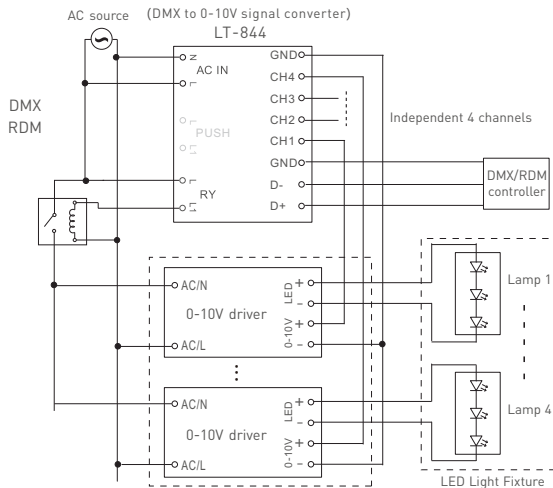 AC source
(DMX to 0-10V signal converter)
LT-844
DMX
RDM
N
AC IN
L
L
PUSH
L1
L
RY
L1
GND
CH4
CH3
CH2
CH1
GND
D-
D+
Independent 4 channels
DMX/RDM
controller
AC/N
0-10V driver
AC/L
LED
+
−
0-10V
+
−
AC/N
0-10V driver
AC/L
LED
+
−
0-10V
+
−
Lamp 1
Lamp 4
LED Light Fixture